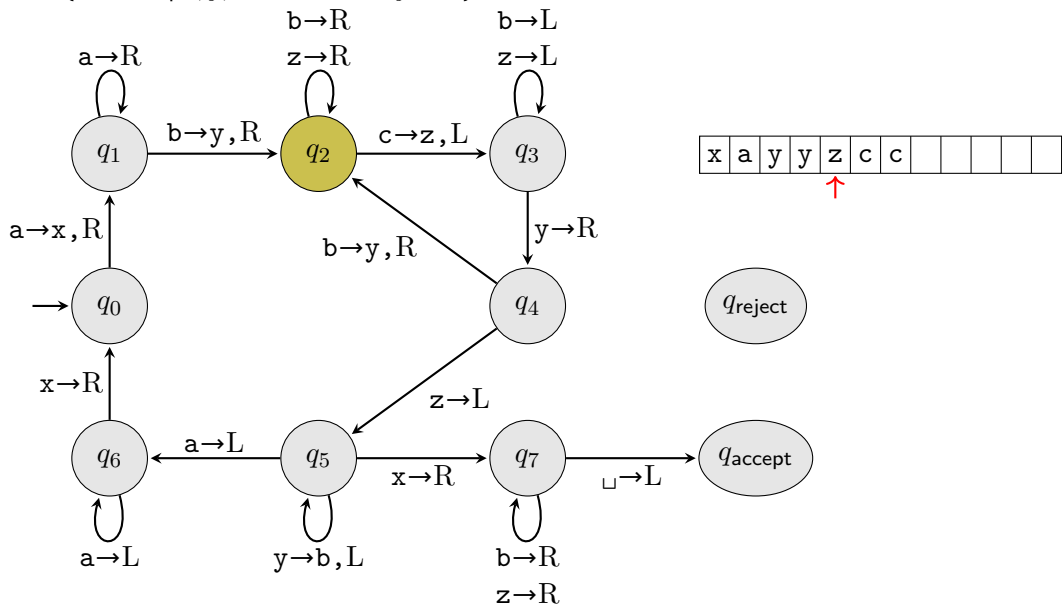 b→R
b→L
a→R
z→R
z→L
q1
b→y,R
q2
c→z,L
q3
x a y y z c c
↑
a→x,R
b→y,R
y→R
q0
q4
qreject
x→R
z→L
q6
a→L
q5
x→R
q7
␣→L
qaccept
a→L
y→b,L
b→R
z→R